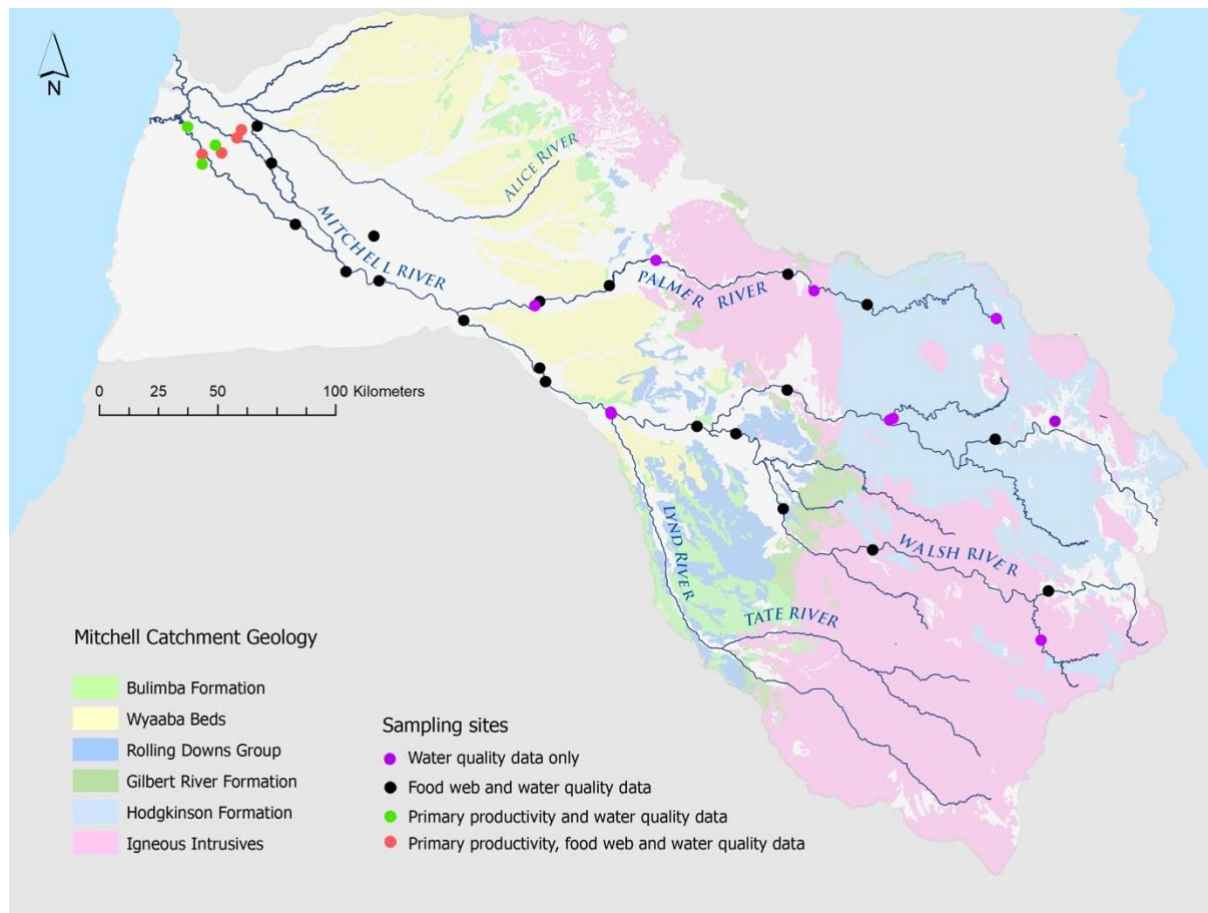 N
ALICE RIVER
MITCHELL RIVER
PALMER RIVER
0 25 50 100 Kilometers
LYND RIVER
WALSH RIVER
TATE RIVER
Mitchell Catchment Geology
Bulimba Formation
Wyaaba Beds
Rolling Downs Group
Gilbert River Formation
Hodgkinson Formation
Igneous Intrusives
Sampling sites
Water quality data only
Food web and water quality data
Primary productivity and water quality data
Primary productivity, food web and water quality data